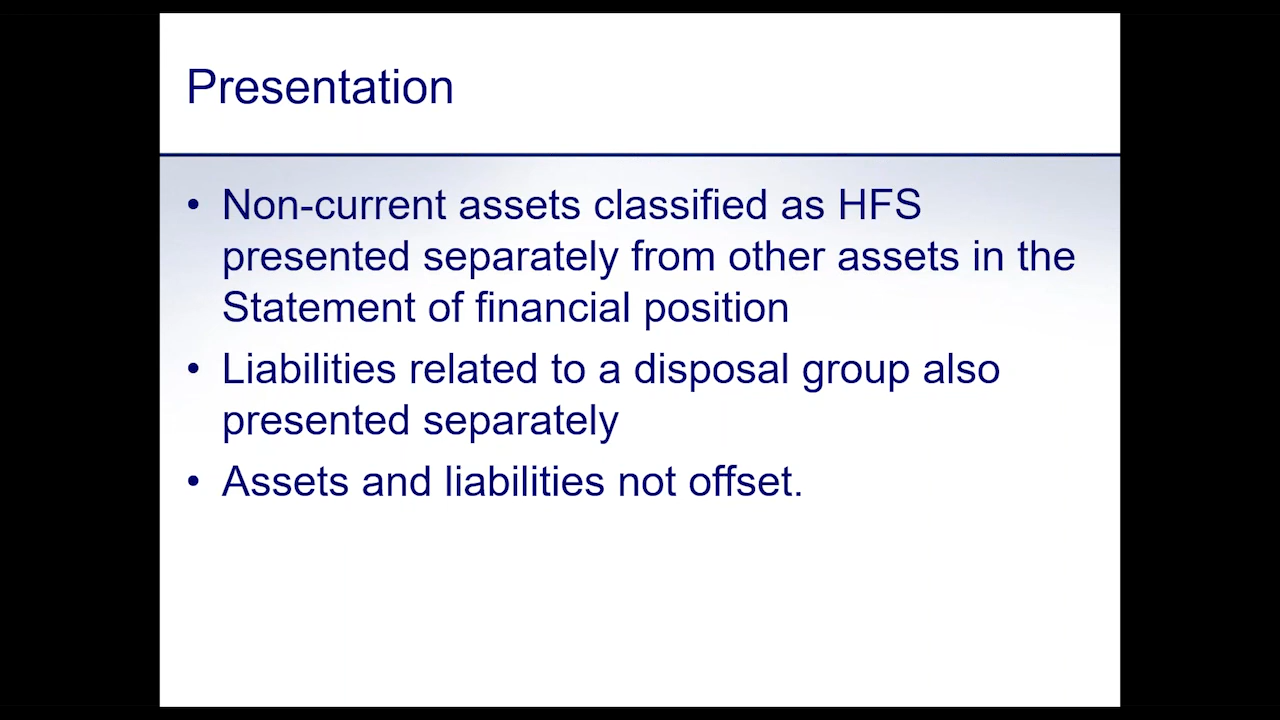 Presentation
• Non-current assets classified as HFS
presented separately from other assets in the
Statement of financial position
• Liabilities related to a disposal group also
presented separately
• Assets and liabilities not offset.